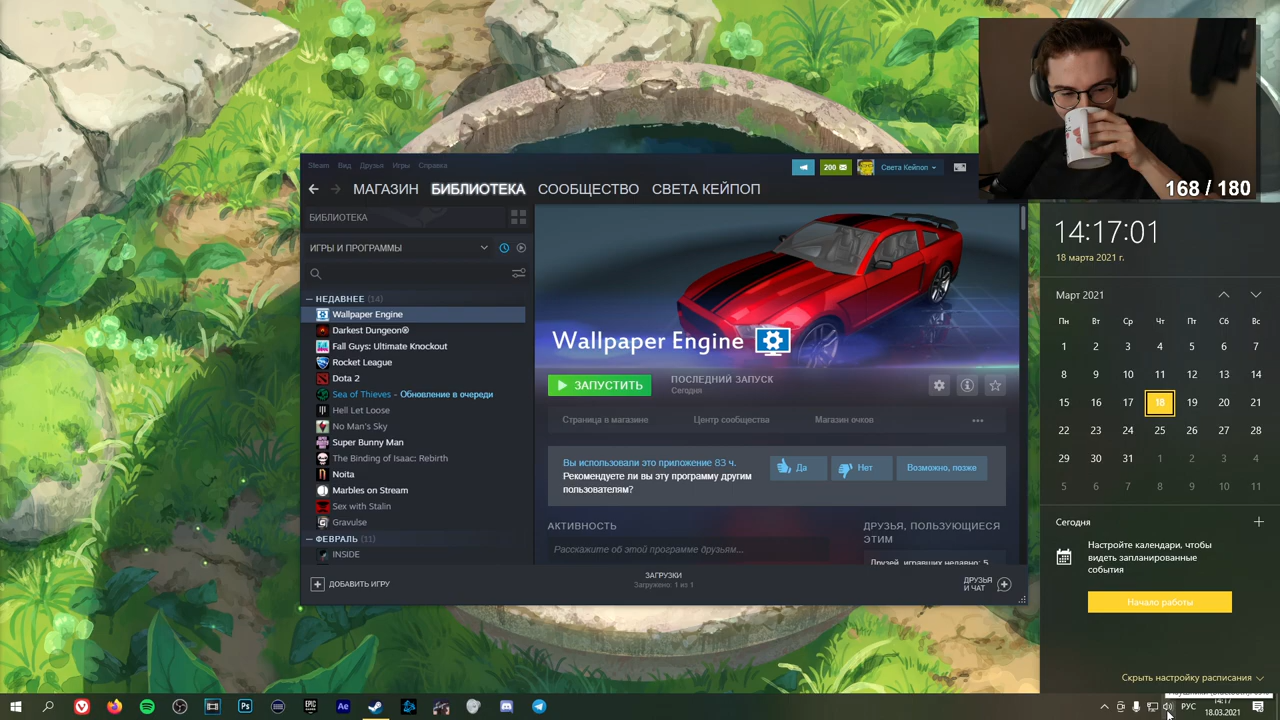 168 / 180
Steam Вид Друзья Игры Справка
200
Света Кейпоп
МАГАЗИН БИБЛИОТЕКА СООБЩЕСТВО СВЕТА КЕЙПОП
БИБЛИОТЕКА
ИГРЫ И ПРОГРАММЫ
— НЕДАВНЕЕ (14)
Wallpaper Engine
Darkest Dungeon®
Fall Guys: Ultimate Knockout
Rocket League
Dota 2
Sea of Thieves - Обновление в очереди
Hell Let Loose
No Man's Sky
Super Bunny Man
The Binding of Isaac: Rebirth
Noita
Marbles on Stream
Sex with Stalin
Gravulse
— ФЕВРАЛЬ (11)
INSIDE
ДОБАВИТЬ ИГРУ
Wallpaper Engine
ЗАПУСТИТЬ
ПОСЛЕДНИЙ ЗАПУСК
Сегодня
Страница в магазине Центр сообщества Магазин очков
Вы использовали это приложение 83 ч.
Рекомендуете ли вы эту программу другим
пользователям?
Да Нет Возможно, позже
АКТИВНОСТЬ
Расскажите об этой программе друзьям...
ДРУЗЬЯ, ПОЛЬЗУЮЩИЕСЯ
ЭТИМ
Друзей, игравших недавно: 5
ЗАГРУЗКИ
Загружено: 1 из 1
ДРУЗЬЯ
И ЧАТ
14:17:01
18 марта 2021 г.
Март 2021
Пн Вт Ср Чт Пт Сб Вс
1 2 3 4 5 6 7
8 9 10 11 12 13 14
15 16 17 18 19 20 21
22 23 24 25 26 27 28
29 30 31 1 2 3 4
5 6 7 8 9 10 11
Сегодня
Настройте календари, чтобы
видеть запланированные
события
Начало работы
Скрыть настройку расписания
РУС
14:17
18.03.2021